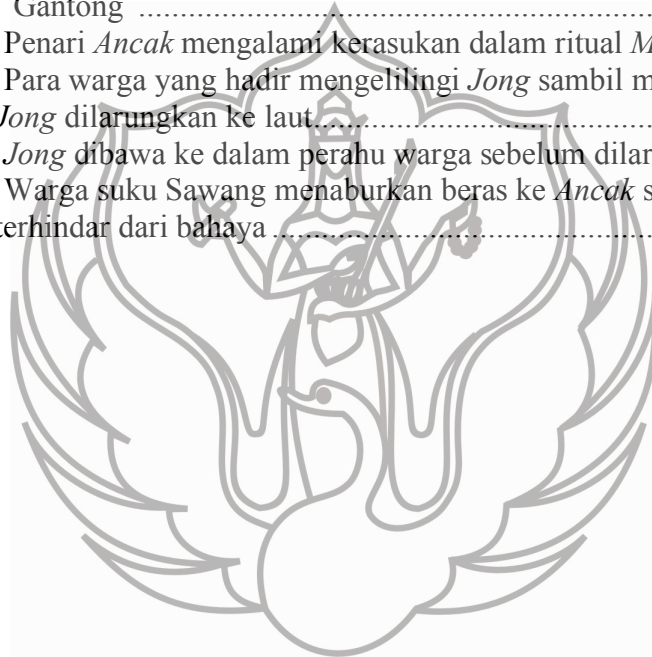 Gantong ........................................................
Penari Ancak mengalami kerasukan dalam ritual M
Para warga yang hadir mengelilingi Jong sambil m
Jong dilarungkan ke laut........................................
Jong dibawa ke dalam perahu warga sebelum dilar
Warga suku Sawang menaburkan beras ke Ancak s
terhindar dari bahaya .............................................